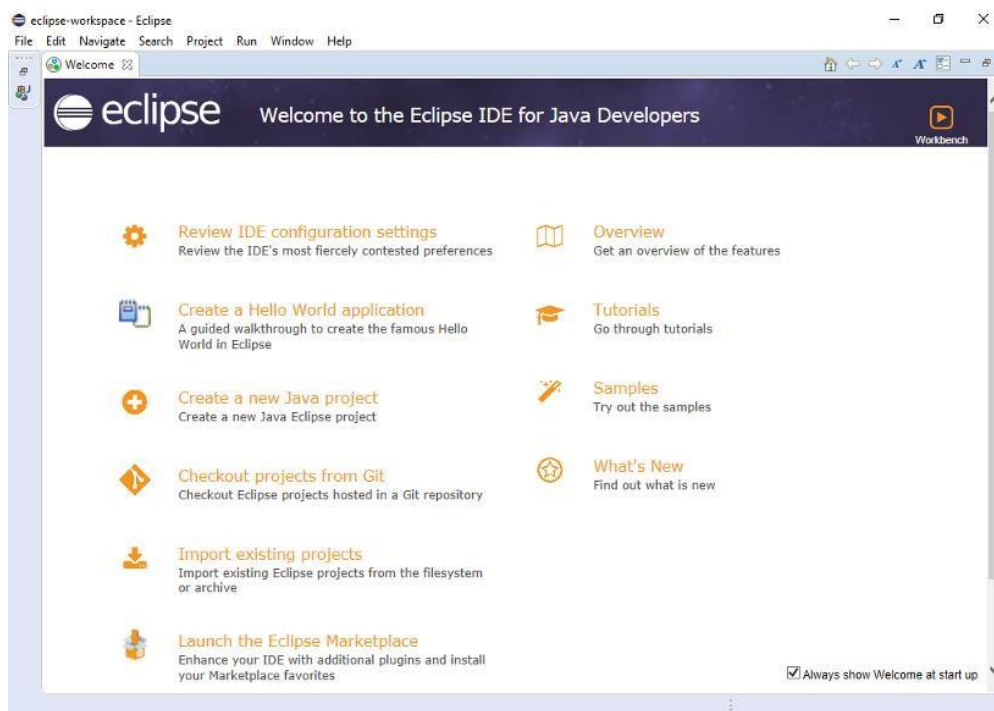 eclipse-workspace - Eclipse
File Edit Navigate Search Project Run Window Help
Welcome
eclipse Welcome to the Eclipse IDE for Java Developers
Workbench
Review IDE configuration settings
Review the IDE's most fiercely contested preferences
Create a Hello World application
A guided walkthrough to create the famous Hello
World in Eclipse
Create a new Java project
Create a new Java Eclipse project
Checkout projects from Git
Checkout Eclipse projects hosted in a Git repository
Import existing projects
Import existing Eclipse projects from the filesystem
or archive
Launch the Eclipse Marketplace
Enhance your IDE with additional plugins and install
your Marketplace favorites
Overview
Get an overview of the features
Tutorials
Go through tutorials
Samples
Try out the samples
What's New
Find out what is new
Always show Welcome at start up